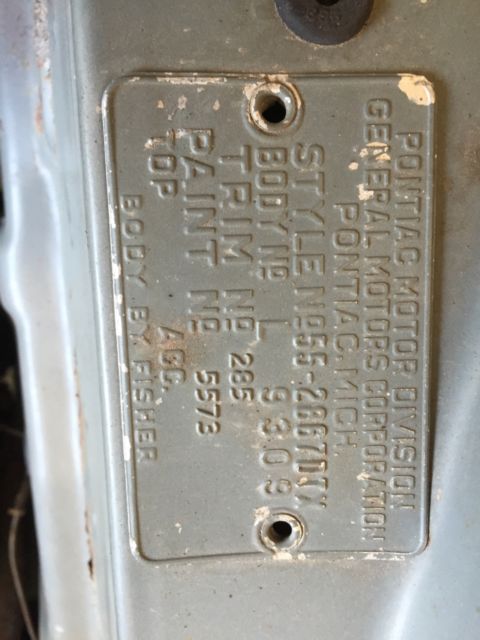 PONTIAC MOTOR DIVISION
GENERAL MOTORS CORPORATION
PONTIAC, MICH.
STYLE No 55-2887DTX
BODY No L 9309
TRIM No 285
PAINT No 5573
TOP ACC.
BODY BY FISHER